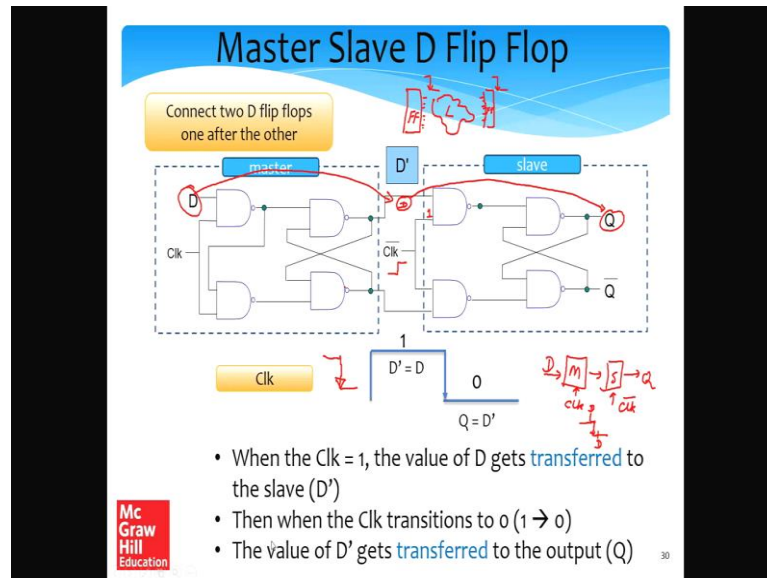 Master Slave D Flip Flop
Connect two D flip flops
one after the other
FF
L
master
D'
slave
D
1
Q
Clk
Clk
Q
1
Clk
D' = D
0
Q = D'
D
M
S
Q
Clk
Clk
• When the Clk = 1, the value of D gets transferred to
the slave (D')
• Then when the Clk transitions to 0 (1 → 0)
• The value of D' gets transferred to the output (Q)
Mc
Graw
Hill
Education
30